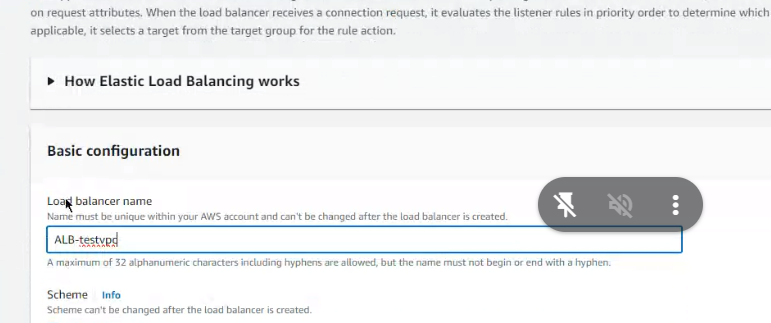 on request attributes. When the load balancer receives a connection request, it evaluates the listener rules in priority order to determine which
applicable, it selects a target from the target group for the rule action.
How Elastic Load Balancing works
Basic configuration
Load balancer name
Name must be unique within your AWS account and can't be changed after the load balancer is created.
ALB-testvpc
A maximum of 32 alphanumeric characters including hyphens are allowed, but the name must not begin or end with a hyphen.
Scheme Info
Scheme can't be changed after the load balancer is created.